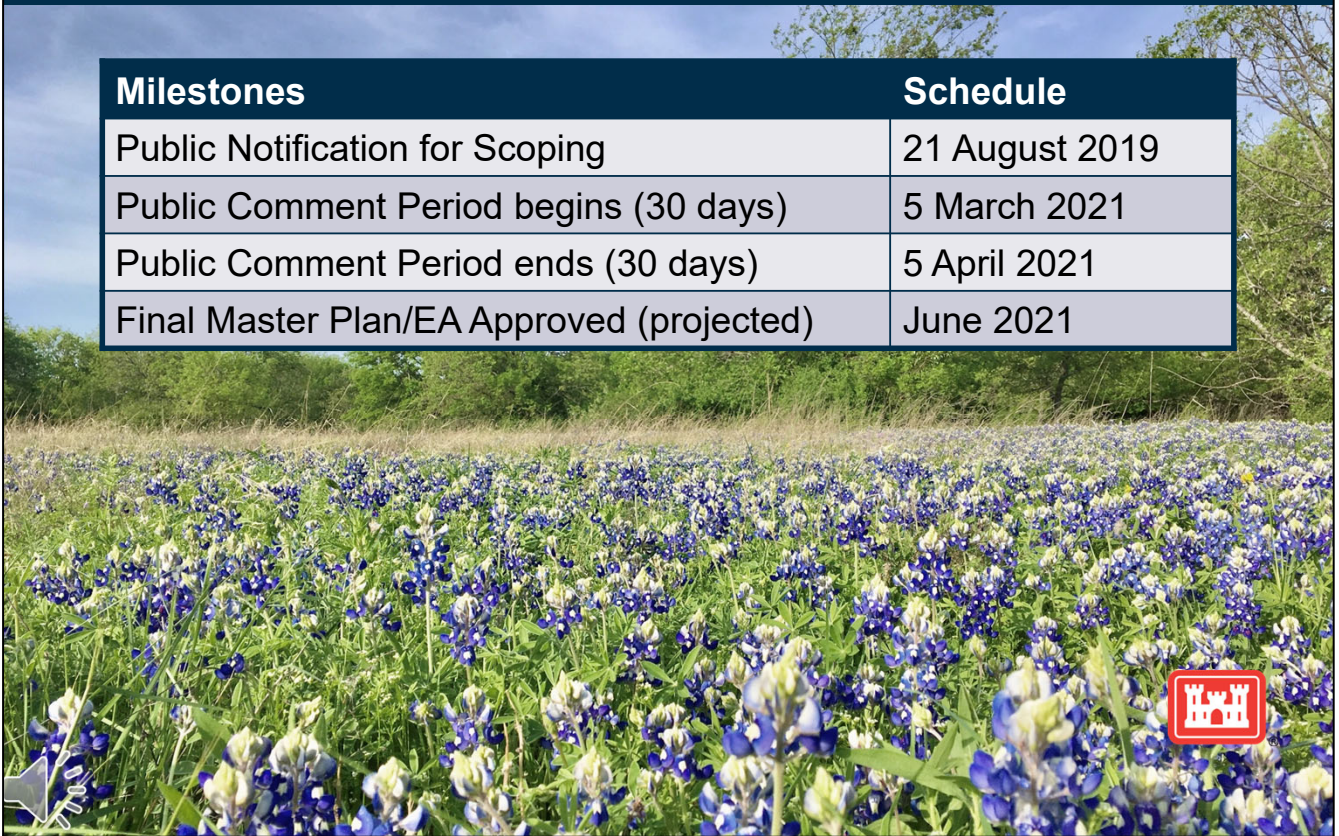 Milestones Schedule
Public Notification for Scoping 21 August 2019
Public Comment Period begins (30 days) 5 March 2021
Public Comment Period ends (30 days) 5 April 2021
Final Master Plan/EA Approved (projected) June 2021